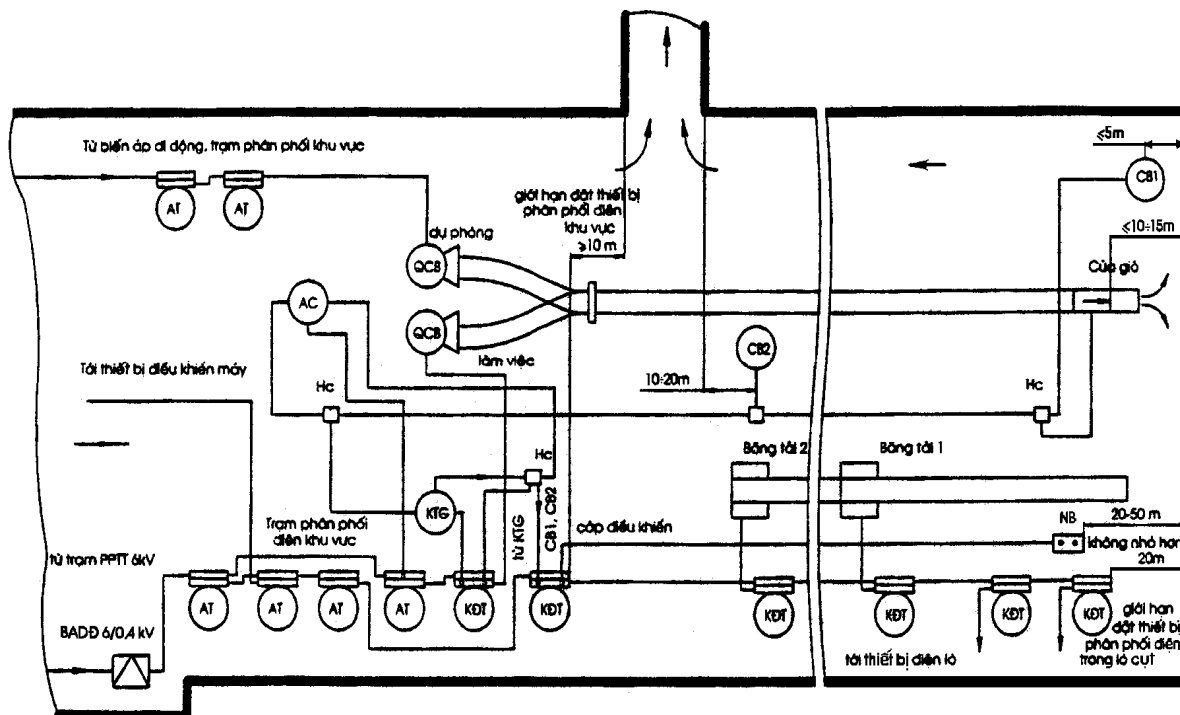 Từ biến áp di động, trạm phân phối khu vực
AT
AT
dự phòng
QCB
giới hạn đặt thiết bị
phân phối điện
khu vực
≥10 m
≤5m
CB1
≤10÷15m
Cửa gió
AC
QCB
làm việc
CB2
10÷20m
Tới thiết bị điều khiển máy
Hc
Hc
Hc
Băng tải 2
Băng tải 1
KTG
từ KTG
CB1, CB2
cáp điều khiển
NB
20-50 m
không nhỏ hơn
20m
Trạm phân phối
điện khu vực
từ trạm PPTT 6kV
AT
AT
AT
AT
KĐT
KĐT
KĐT
KĐT
KĐT
KĐT
BADĐ 6/0,4 kV
tới thiết bị điện lò
giới hạn
đặt thiết bị
phân phối điện
trong lò cụt